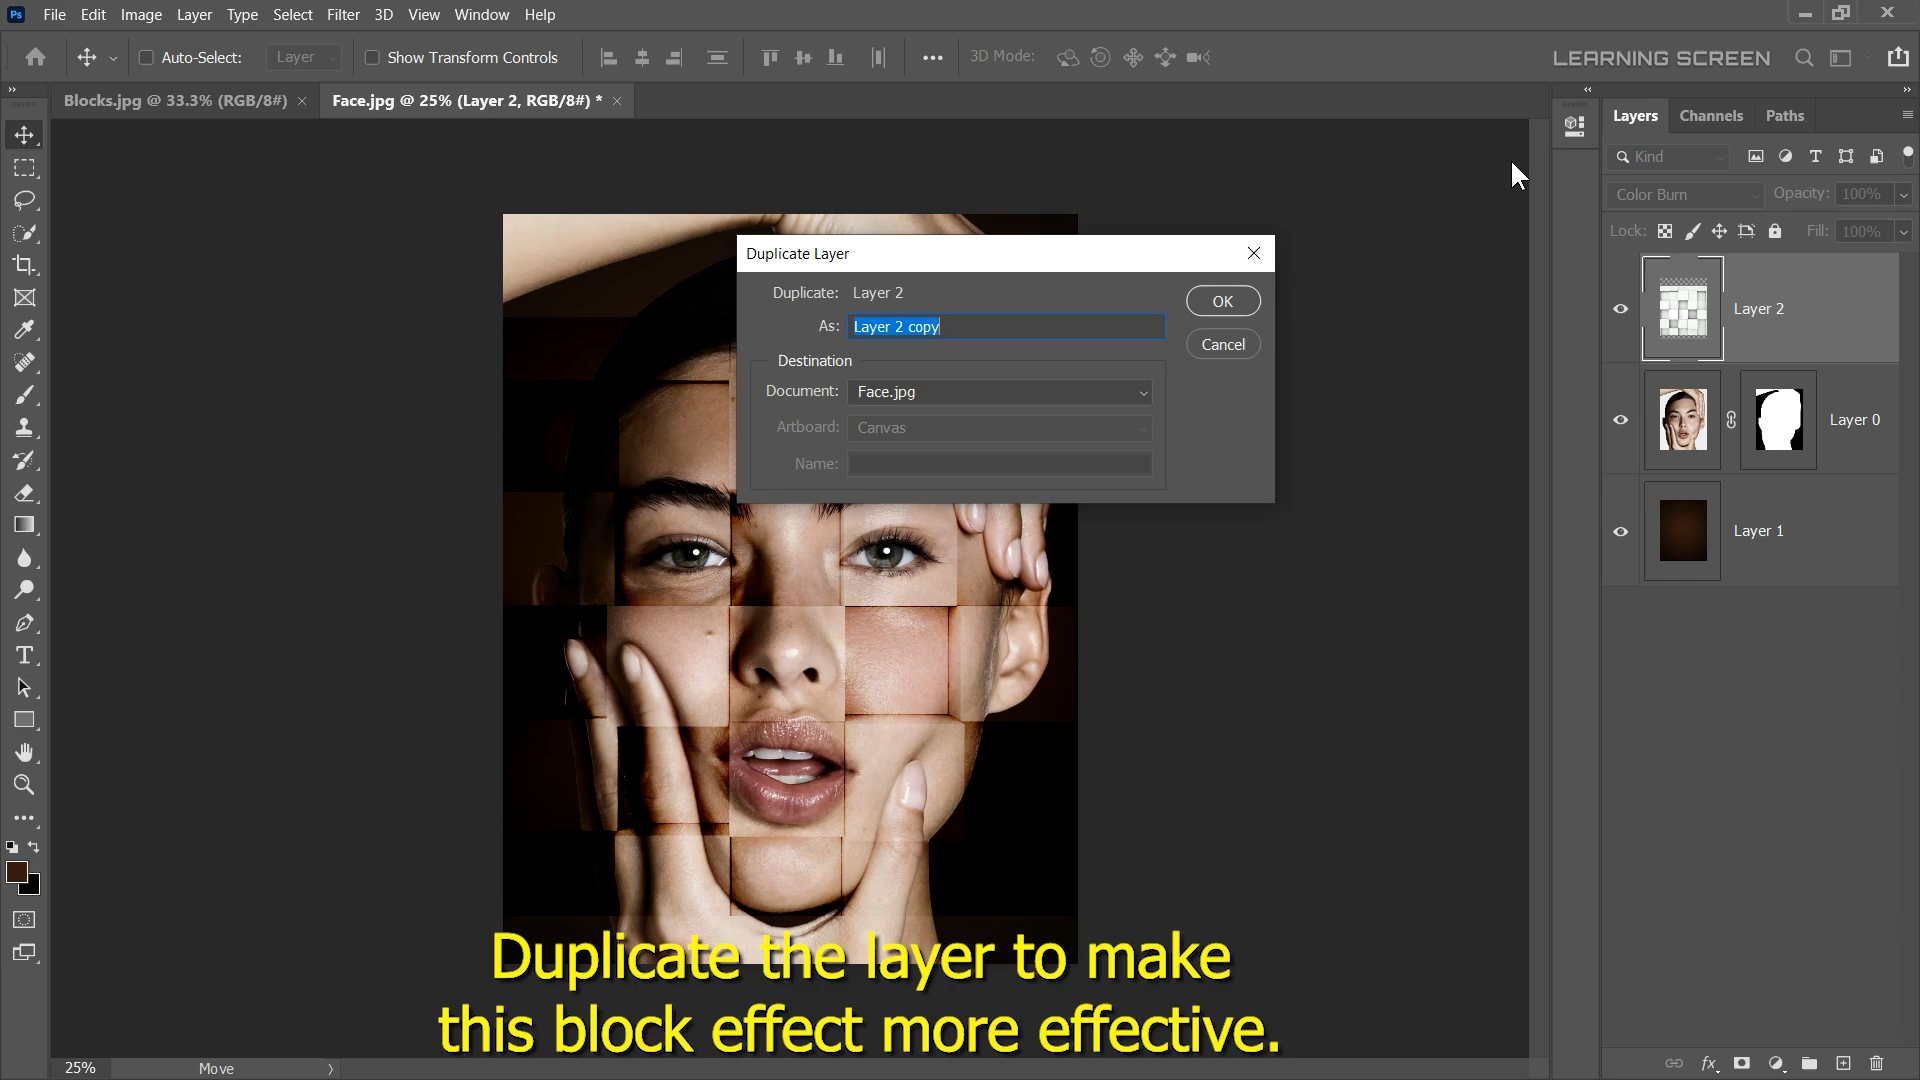 Ps File Edit Image Layer Type Select Filter 3D View Window Help
Auto-Select: Layer Show Transform Controls 3D Mode: LEARNING SCREEN
Blocks.jpg @ 33.3% (RGB/8#) Face.jpg @ 25% (Layer 2, RGB/8#) *
Layers Channels Paths
Kind
Color Burn Opacity: 100%
Lock: Fill: 100%
Layer 2
Layer 0
Layer 1
Duplicate Layer
Duplicate: Layer 2
OK
As: Layer 2 copy
Cancel
Destination
Document: Face.jpg
Artboard: Canvas
Name:
Duplicate the layer to make
this block effect more effective.
25% Move
fx